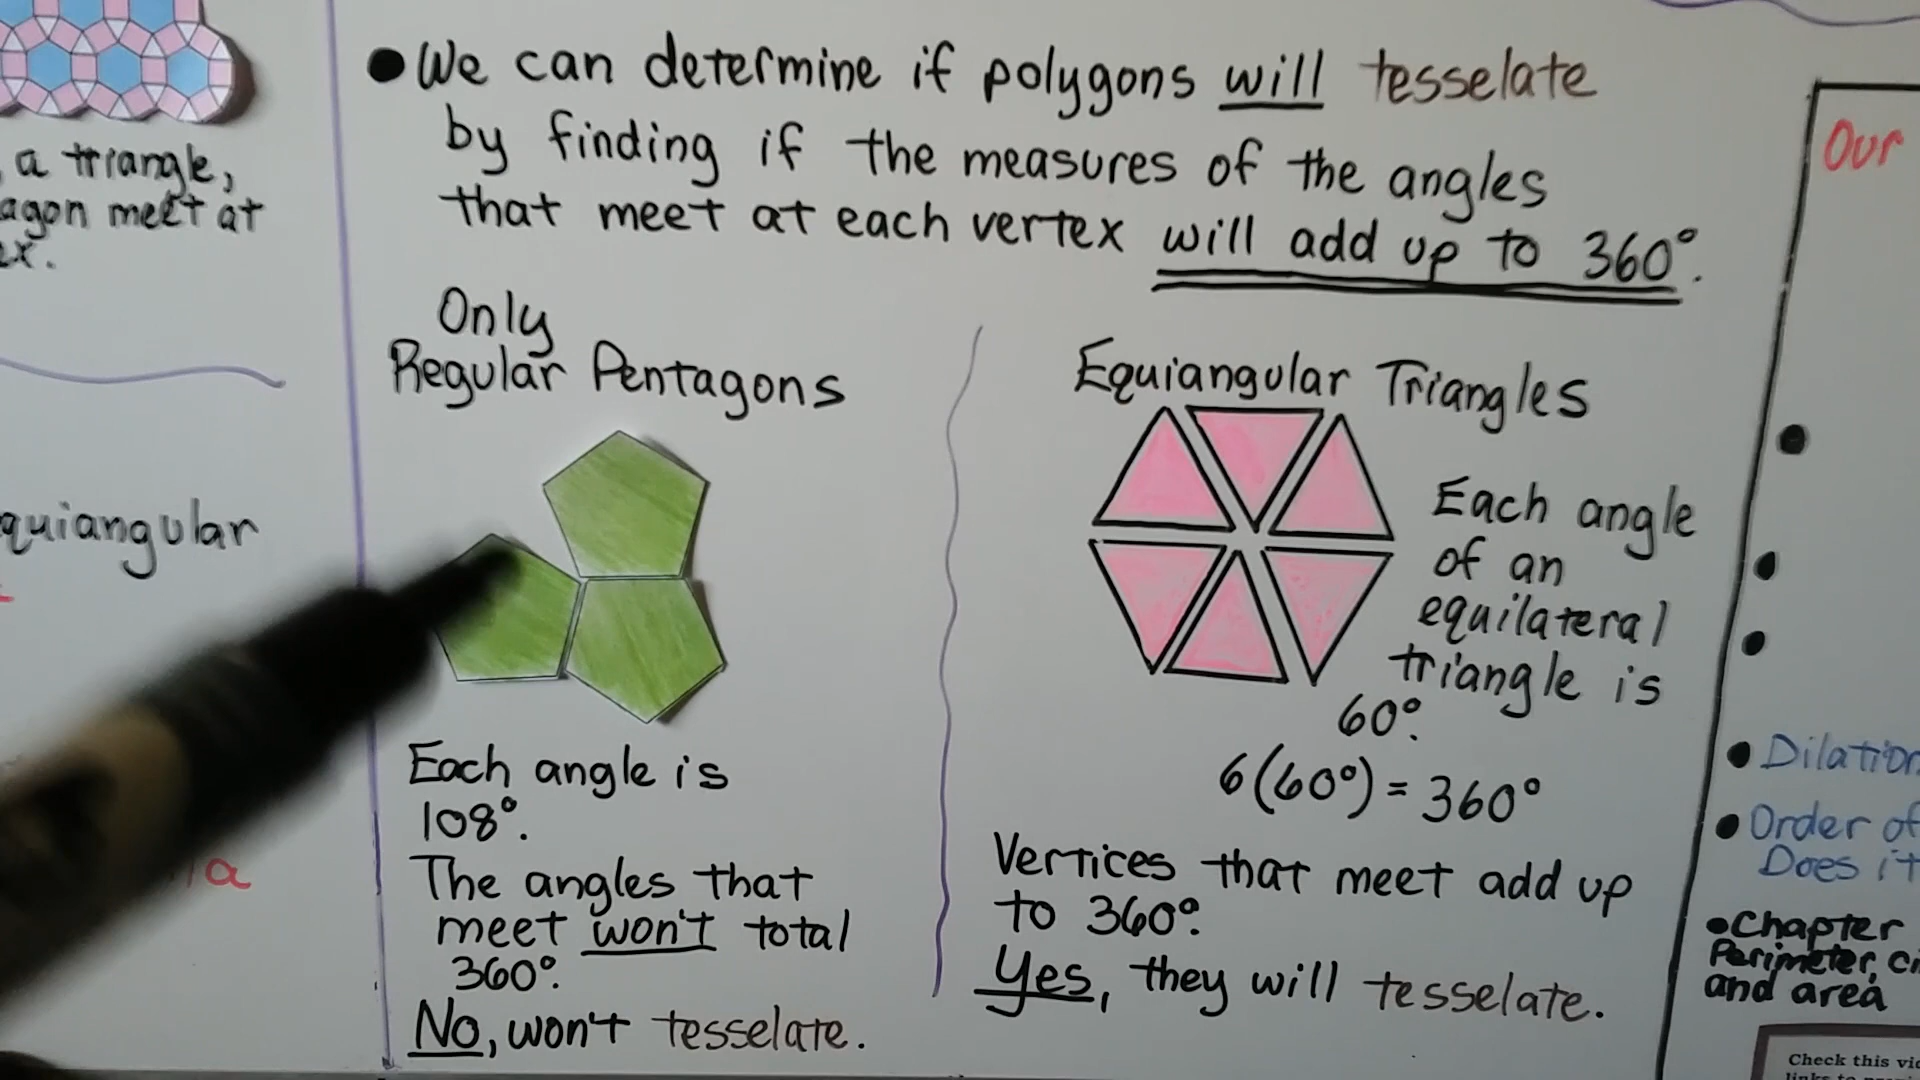 a triangle,
agon meet at
ex.
quiangular
la
● We can determine if polygons will tesselate
by finding if the measures of the angles
that meet at each vertex will add up to 360°.
Only
Regular Pentagons
Each angle is
108°.
The angles that
meet won't total
360°.
No, won't tesselate.
Equiangular Triangles
Each angle
of an
equilateral
triangle is
60°.
6(60°) = 360°
Vertices that meet add up
to 360°.
Yes, they will tesselate.
Our
● Dilation
● Order of
Does it
● Chapter
Perimeter, ci
and area
Check this vi